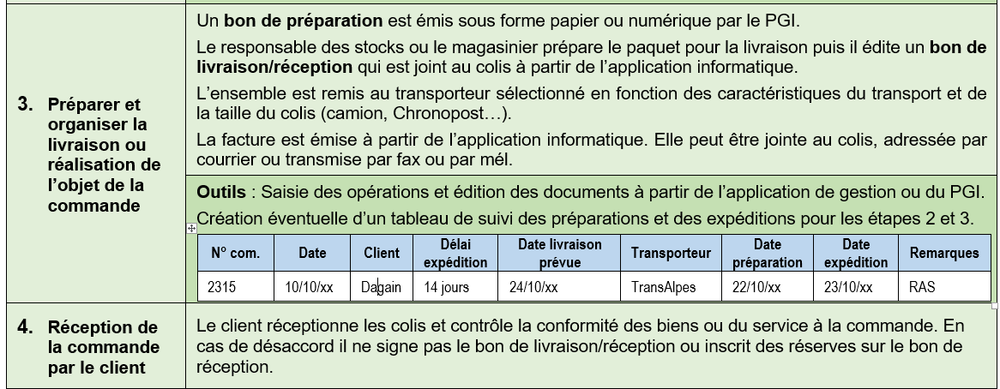 3. Préparer et
organiser la
livraison ou
réalisation de
l’objet de la
commande
Un bon de préparation est émis sous forme papier ou numérique par le PGI.
Le responsable des stocks ou le magasinier prépare le paquet pour la livraison puis il édite un bon de
livraison/réception qui est joint au colis à partir de l’application informatique.
L’ensemble est remis au transporteur sélectionné en fonction des caractéristiques du transport et de
la taille du colis (camion, Chronopost…).
La facture est émise à partir de l’application informatique. Elle peut être jointe au colis, adressée par
courrier ou transmise par fax ou par mél.
Outils : Saisie des opérations et édition des documents à partir de l’application de gestion ou du PGI.
Création éventuelle d’un tableau de suivi des préparations et des expéditions pour les étapes 2 et 3.
N° com. Date Client Délai expédition Date livraison prévue Transporteur Date préparation Date expédition Remarques
2315 10/10/xx Dagain 14 jours 24/10/xx TransAlpes 22/10/xx 23/10/xx RAS
4. Réception de
la commande
par le client
Le client réceptionne les colis et contrôle la conformité des biens ou du service à la commande. En
cas de désaccord il ne signe pas le bon de livraison/réception ou inscrit des réserves sur le bon de
réception.